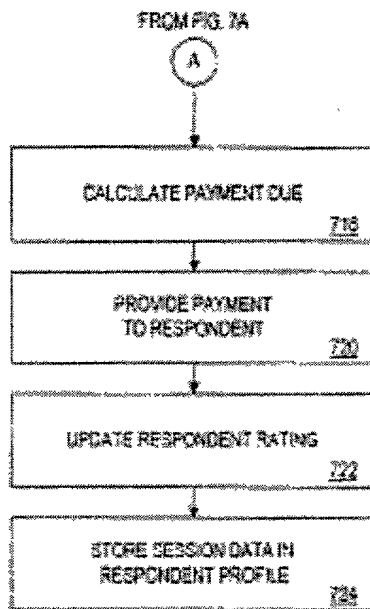 FROM FIG. 7A
A
CALCULATE PAYMENT DUE
718
PROVIDE PAYMENT
TO RESPONDENT
720
UPDATE RESPONDENT RATING
722
STORE SESSION DATA IN
RESPONDENT PROFILE
724